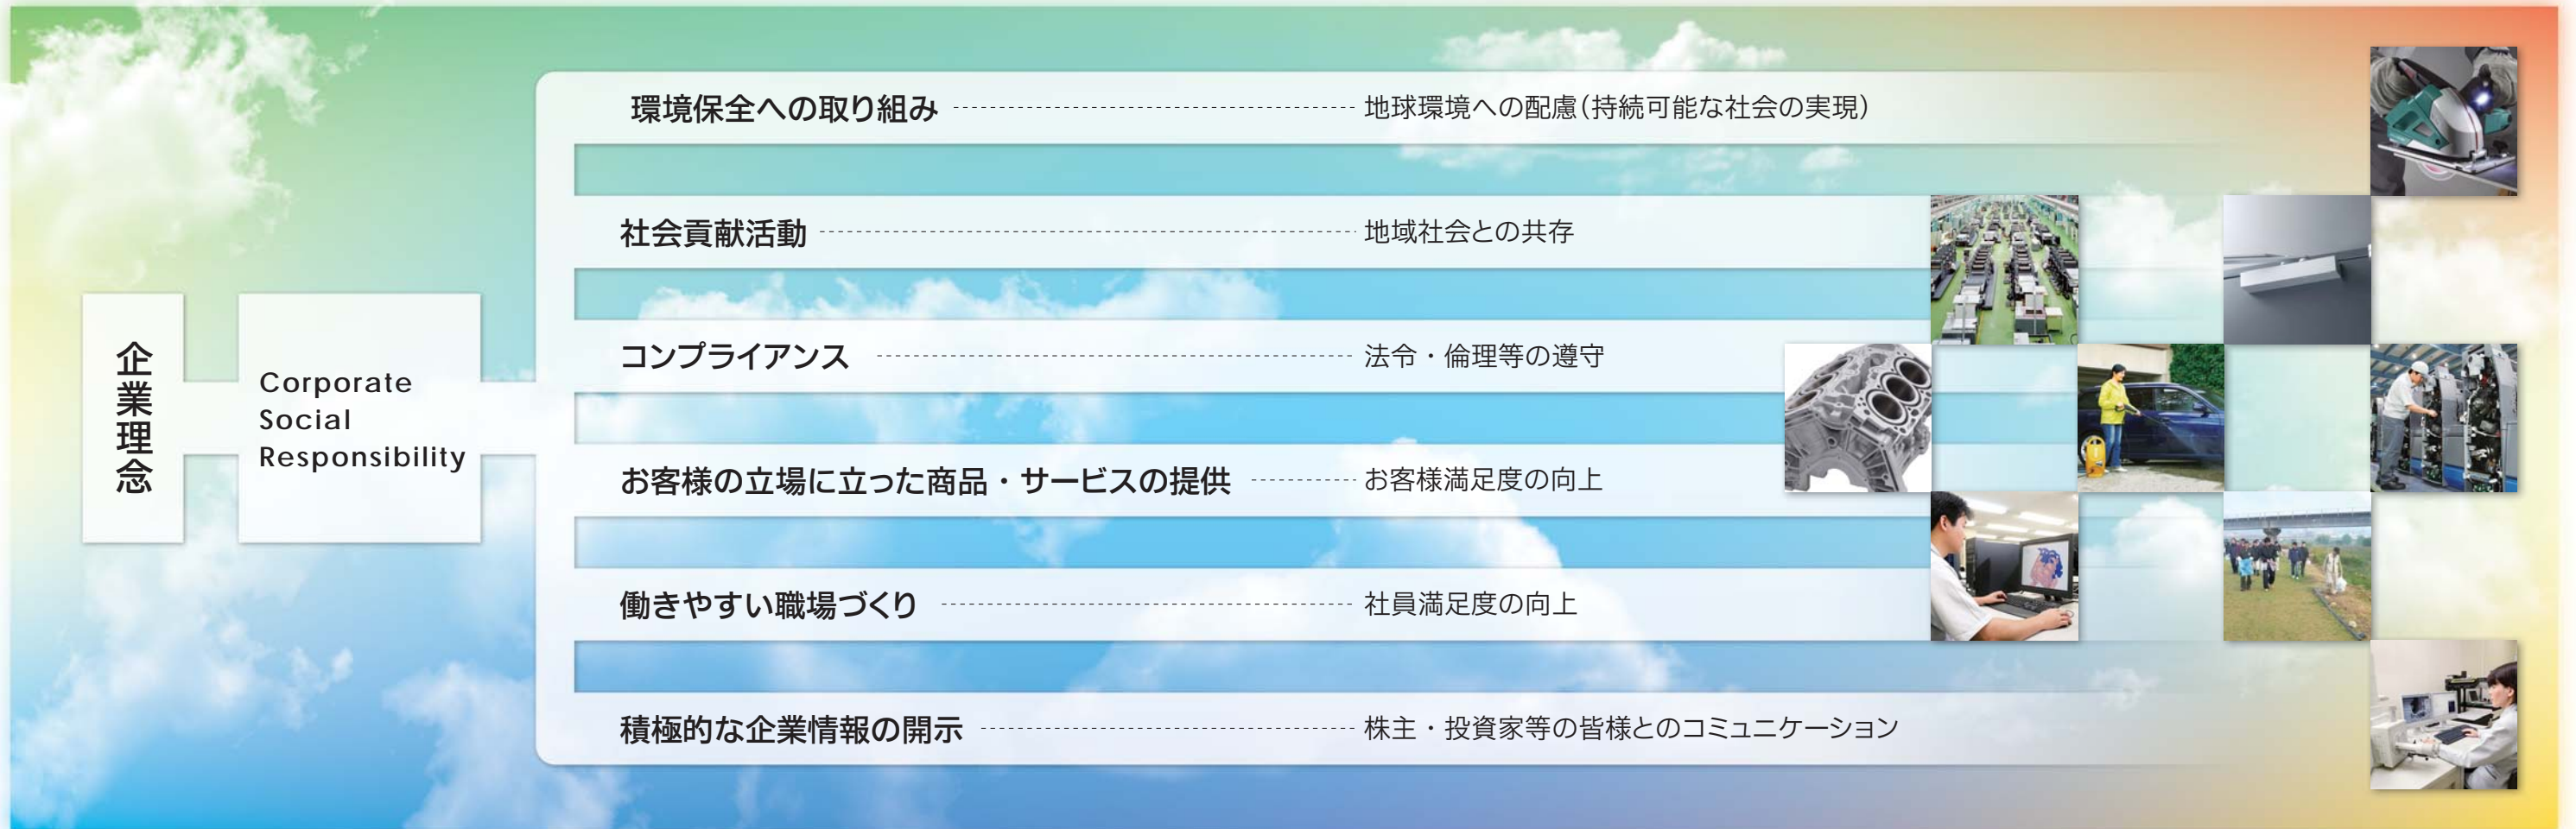 企業理念
Corporate
Social
Responsibility
環境保全への取り組み 地球環境への配慮(持続可能な社会の実現)
社会貢献活動 地域社会との共存
コンプライアンス 法令・倫理等の遵守
お客様の立場に立った商品・サービスの提供 お客様満足度の向上
働きやすい職場づくり 社員満足度の向上
積極的な企業情報の開示 株主・投資家等の皆様とのコミュニケーション